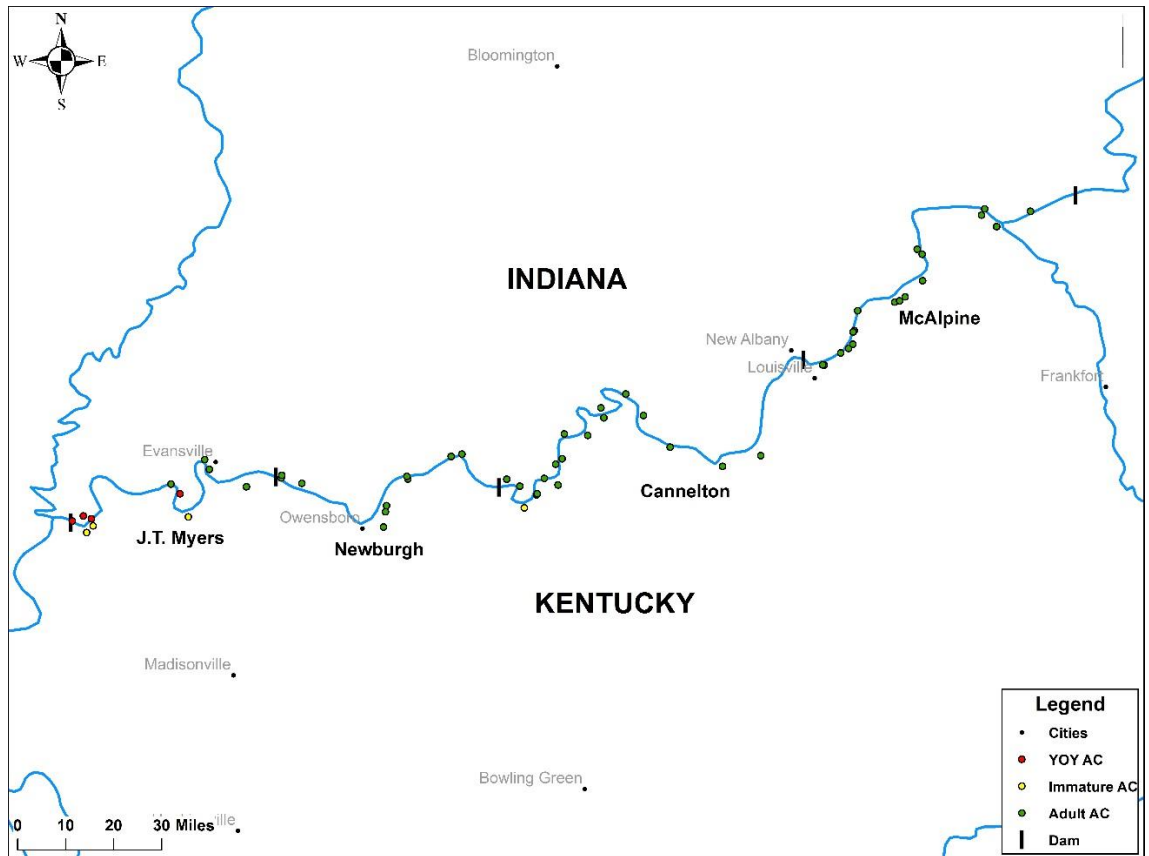 N
W E
S
Bloomington
INDIANA
McAlpine
New Albany
Louisville
Frankfort
Evansville
Cannelton
Owensboro
J.T. Myers
Newburgh
KENTUCKY
Madisonville
Legend
Cities
YOY AC
Immature AC
Adult AC
Dam
Bowling Green
0 10 20 30 Miles